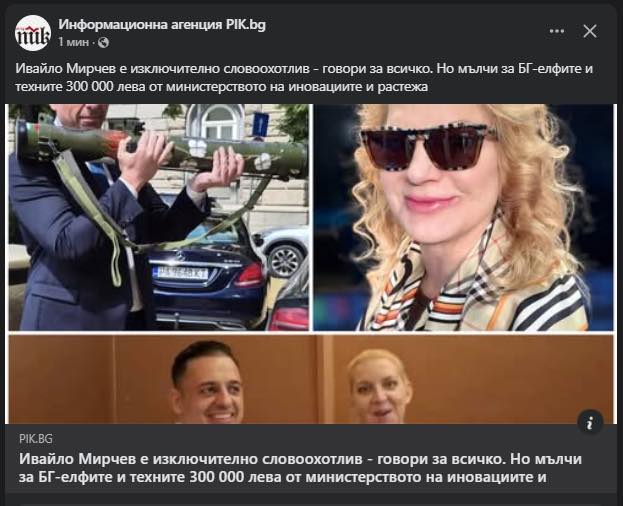 Информационна агенция PIK.bg
1 мин ·
Ивайло Мирчев е изключително словоохотлив - говори за всичко. Но мълчи за БГ-елфите и
техните 300 000 лева от министерството на иновациите и растежа
PIK.BG
Ивайло Мирчев е изключително словоохотлив - говори за всичко. Но мълчи
за БГ-елфите и техните 300 000 лева от министерството на иновациите и